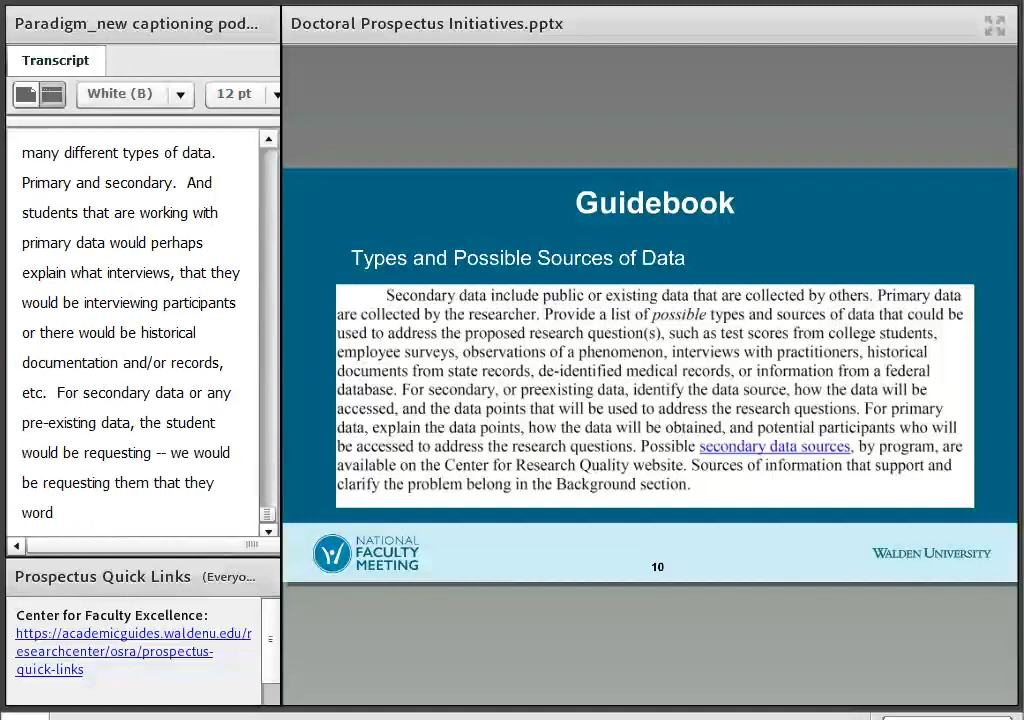 Paradigm_new captioning pod...
Transcript
White (B)
12 pt
many different types of data.
Primary and secondary.  And
students that are working with
primary data would perhaps
explain what interviews, that they
would be interviewing participants
or there would be historical
documentation and/or records,
etc.  For secondary data or any
pre-existing data, the student
would be requesting -- we would
be requesting them that they
word
Prospectus Quick Links (Everyo...
Center for Faculty Excellence:
https://academicguides.waldenu.edu/r
esearchcenter/osra/prospectus-
quick-links
Doctoral Prospectus Initiatives.pptx
Guidebook
Types and Possible Sources of Data
Secondary data include public or existing data that are collected by others. Primary data
are collected by the researcher. Provide a list of possible types and sources of data that could be
used to address the proposed research question(s), such as test scores from college students,
employee surveys, observations of a phenomenon, interviews with practitioners, historical
documents from state records, de-identified medical records, or information from a federal
database. For secondary, or preexisting data, identify the data source, how the data will be
accessed, and the data points that will be used to address the research questions. For primary
data, explain the data points, how the data will be obtained, and potential participants who will
be accessed to address the research questions. Possible secondary data sources, by program, are
available on the Center for Research Quality website. Sources of information that support and
clarify the problem belong in the Background section.
NATIONAL
FACULTY
MEETING
10
WALDEN UNIVERSITY